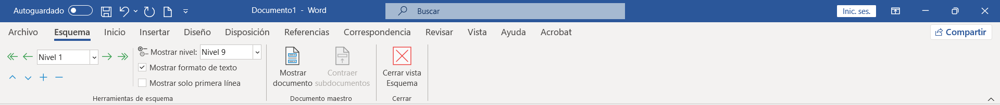 Autoguardado
Documento1 - Word
Buscar
Inic. ses.
Archivo Esquema Inicio Insertar Diseño Disposición Referencias Correspondencia Revisar Vista Ayuda Acrobat
Compartir
Nivel 1
Mostrar nivel: Nivel 9
Mostrar formato de texto
Mostrar solo primera línea
Herramientas de esquema
Mostrar
documento
Contraer
subdocumentos
Documento maestro
Cerrar vista
Esquema
Cerrar